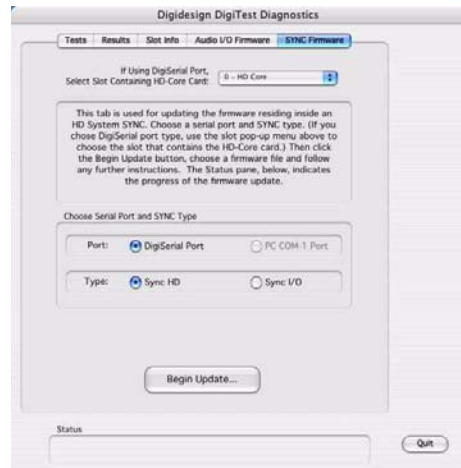 Digidesign DigiTest Diagnostics
Tests Results Slot Info Audio I/O Firmware SYNC Firmware
If Using DigiSerial Port,
Select Slot Containing HD-Core Card:
0 - HD Core
This tab is used for updating the firmware residing inside an
HD System SYNC. Choose a serial port and SYNC type. (If you
chose DigiSerial port type, use the slot pop-up menu above to
choose the slot that contains the HD-Core card.) Then click
the Begin Update button, choose a firmware file and follow
any further instructions. The Status pane, below, indicates
the progress of the firmware update.
Choose Serial Port and SYNC Type
Port: DigiSerial Port PC COM-1 Port
Type: Sync HD Sync I/O
Begin Update...
Status
Quit